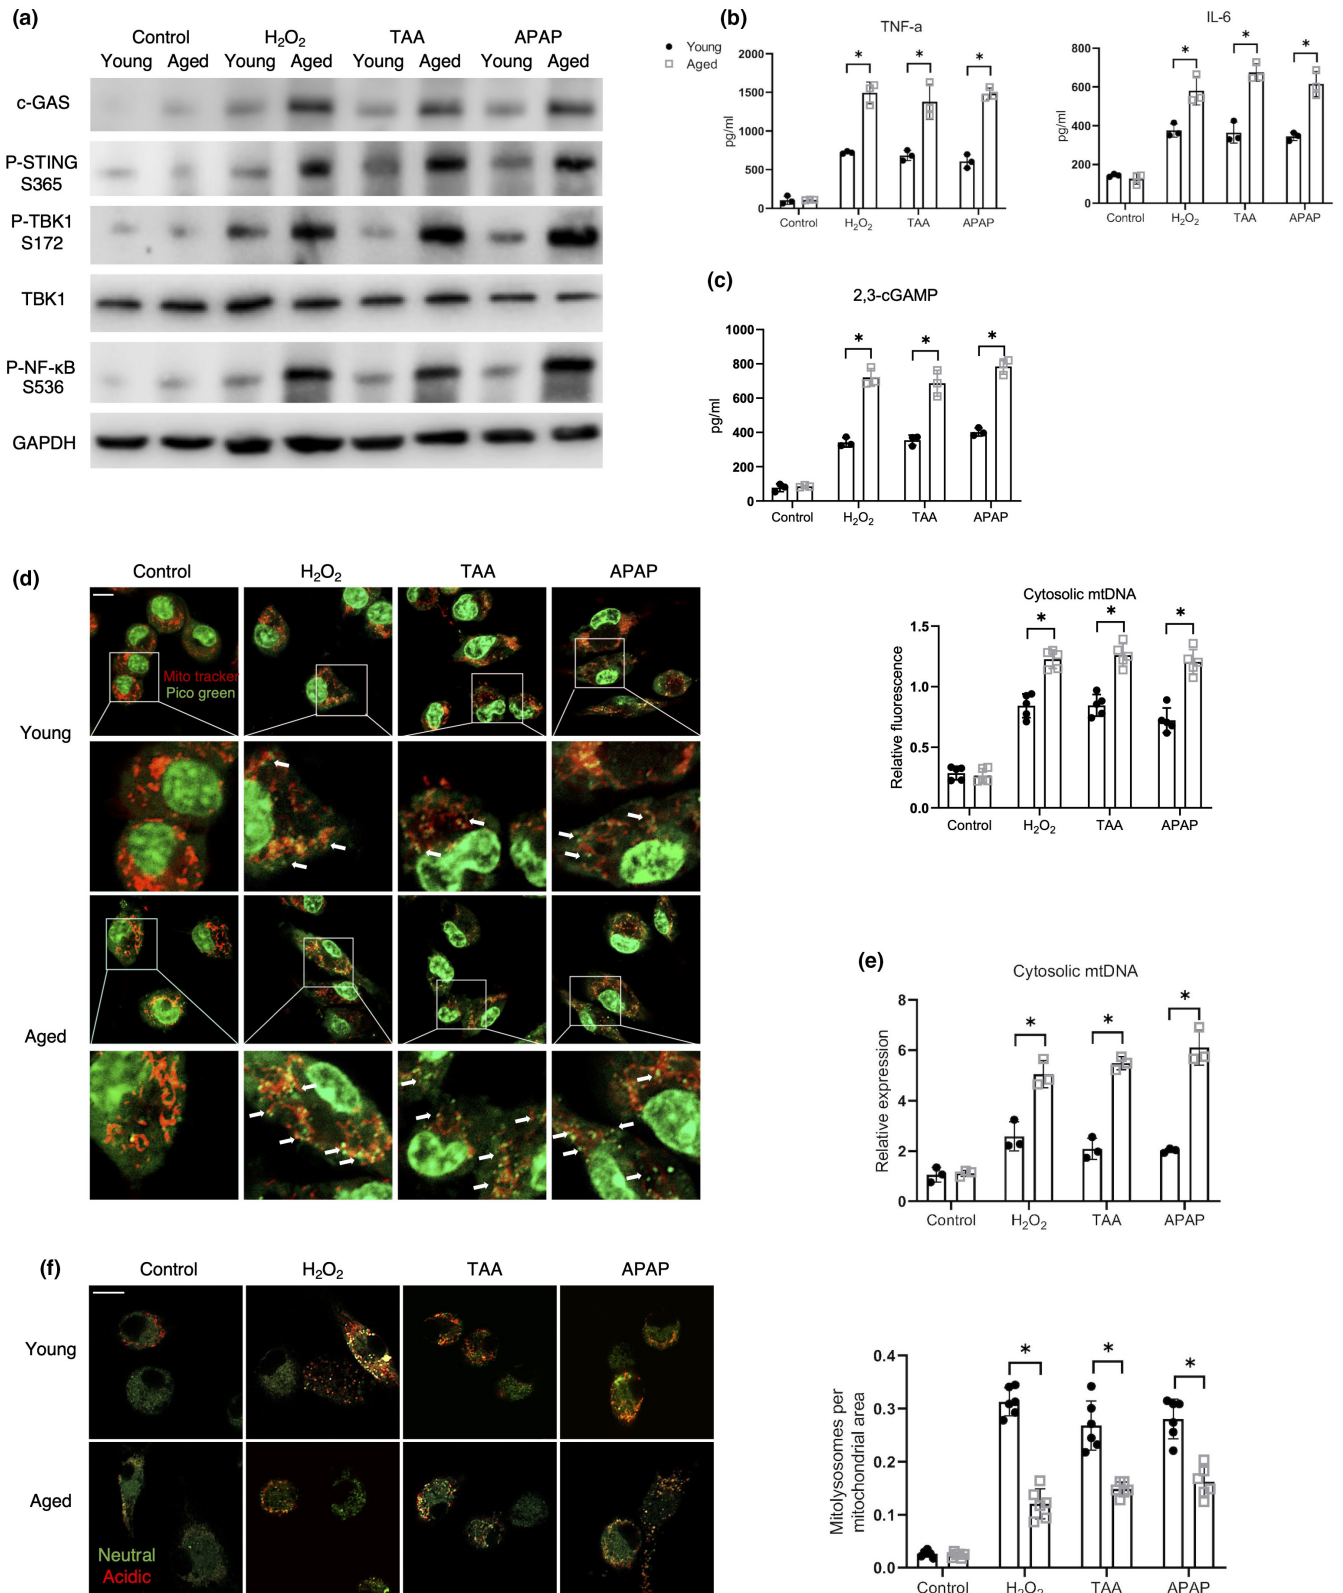 (a)
Control H₂O₂ TAA APAP
Young Aged Young Aged Young Aged Young Aged
c-GAS
P-STING
S365
P-TBK1
S172
TBK1
P-NF-κB
S536
GAPDH
(b)
Young
Aged
TNF-a
2000
1500
1000
500
0
pg/ml
* * *
Control H₂O₂ TAA APAP
IL-6
800
600
400
200
0
pg/ml
* * *
Control H₂O₂ TAA APAP
(c)
2,3-cGAMP
1000
800
600
400
200
0
pg/ml
* * *
Control H₂O₂ TAA APAP
(d)
Control H₂O₂ TAA APAP
Mito tracker
Pico green
Young
Aged
Cytosolic mtDNA
1.5
1.0
0.5
0.0
Relative fluorescence
* * *
Control H₂O₂ TAA APAP
(e)
Cytosolic mtDNA
8
6
4
2
0
Relative expression
* * *
Control H₂O₂ TAA APAP
(f)
Control H₂O₂ TAA APAP
Young
Aged
Neutral
Acidic
0.4
0.3
0.2
0.1
0.0
Mitolysosomes per
mitochondrial area
* * *
Control H₂O₂ TAA APAP